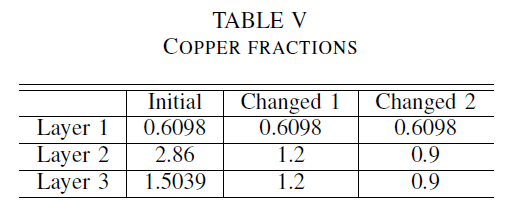 TABLE V
COPPER FRACTIONS
Initial Changed 1 Changed 2
Layer 1 0.6098 0.6098 0.6098
Layer 2 2.86 1.2 0.9
Layer 3 1.5039 1.2 0.9